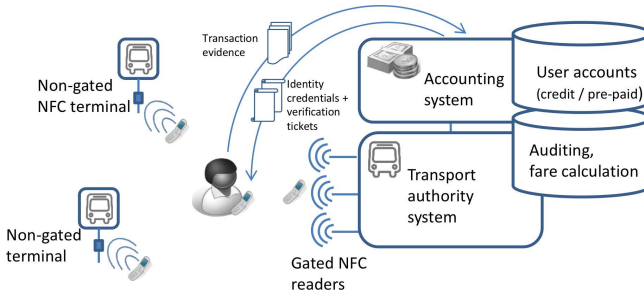 Transaction
evidence
Non-gated
NFC terminal
Identity
credentials +
verification
tickets
Accounting
system
User accounts
(credit / pre-paid)
Auditing,
fare calculation
Transport
authority
system
Non-gated
terminal
Gated NFC
readers